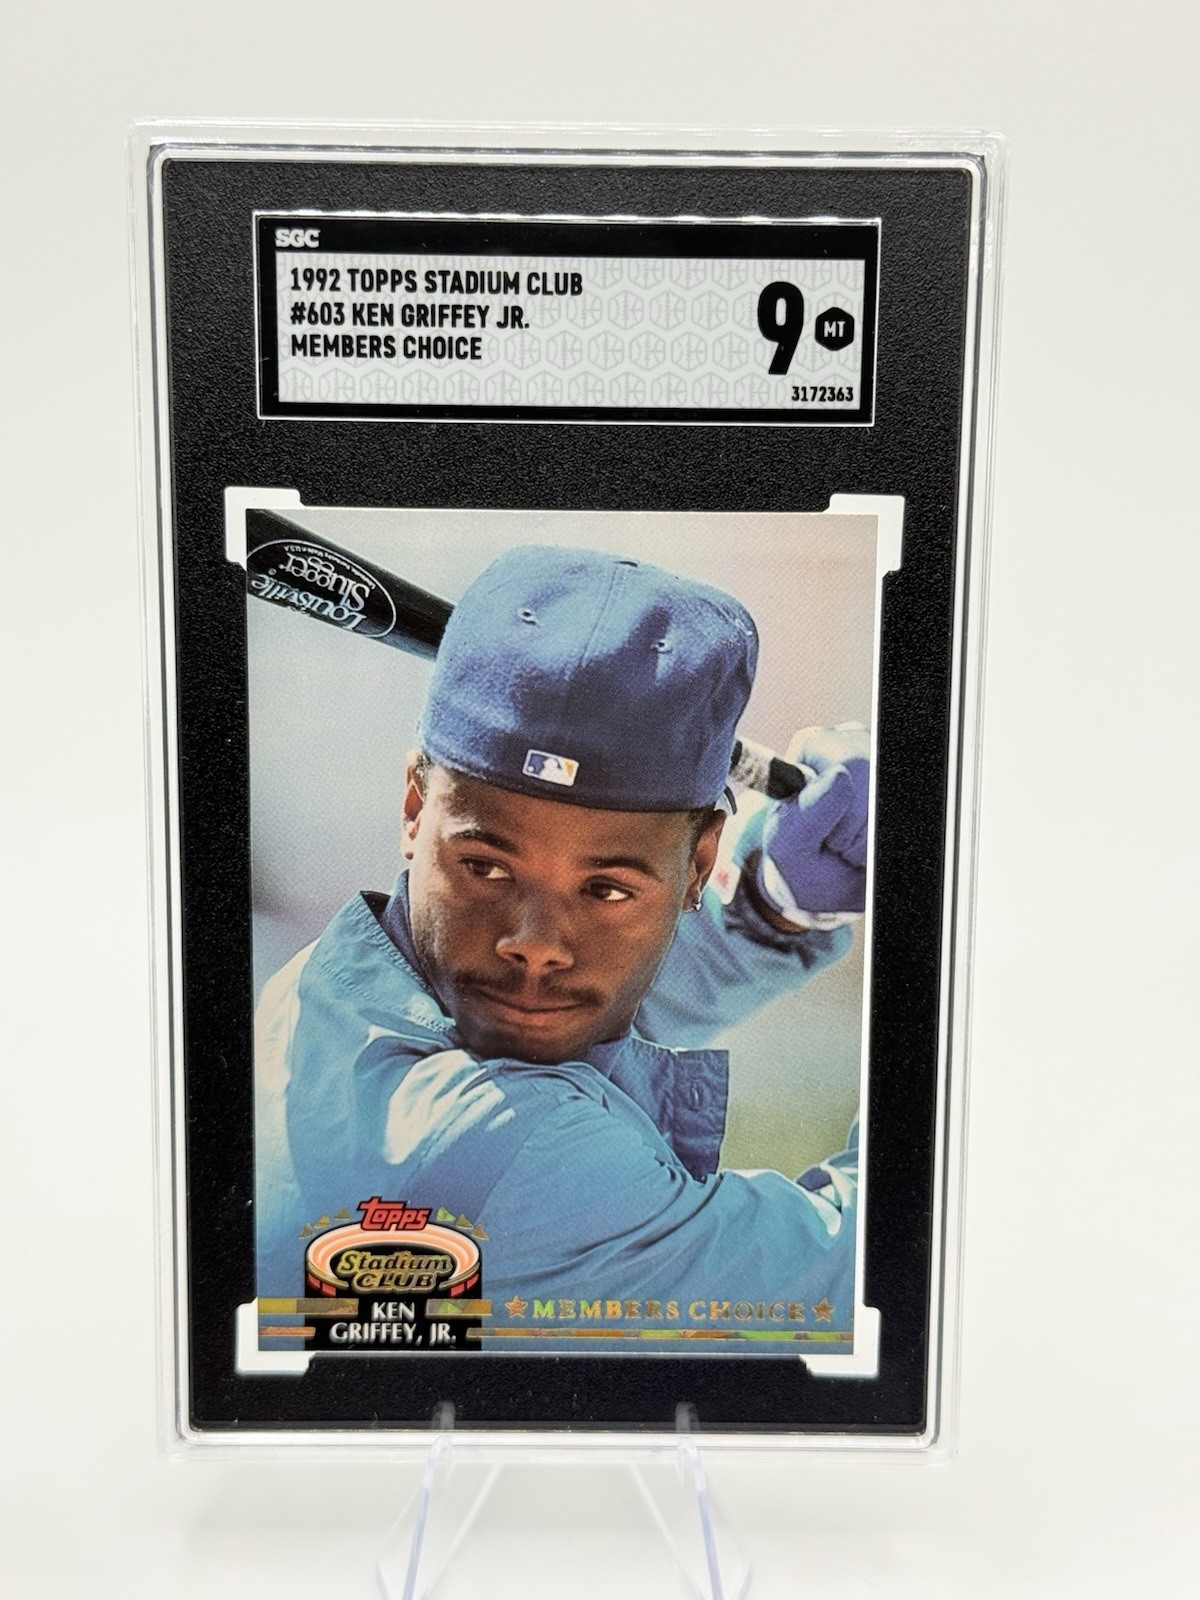 SGC
1992 TOPPS STADIUM CLUB
#603 KEN GRIFFEY JR.
MEMBERS CHOICE
9 MT
3172363
Louisville
Slugger
TOPPS
Stadium
CLUB
KEN
GRIFFEY, JR.
MEMBERS CHOICE